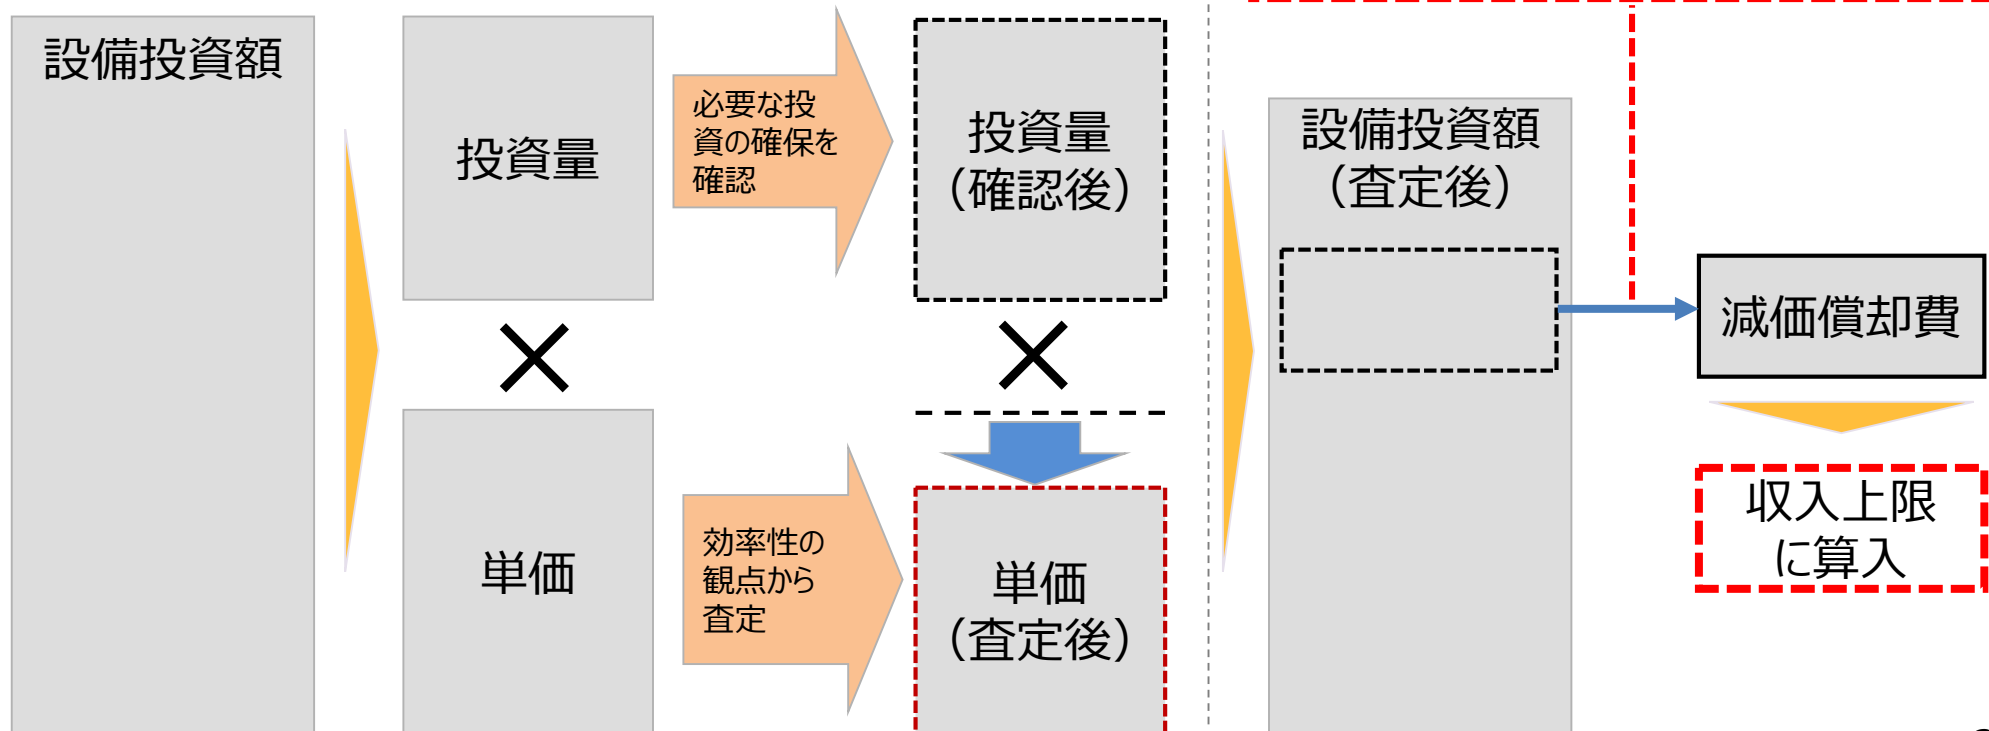 設備投資額
投資量
必要な投
資の確保を
確認
投資量
（確認後）
単価
効率性の
観点から
査定
単価
（査定後）
設備投資額
（査定後）
減価償却費
収入上限
に算入